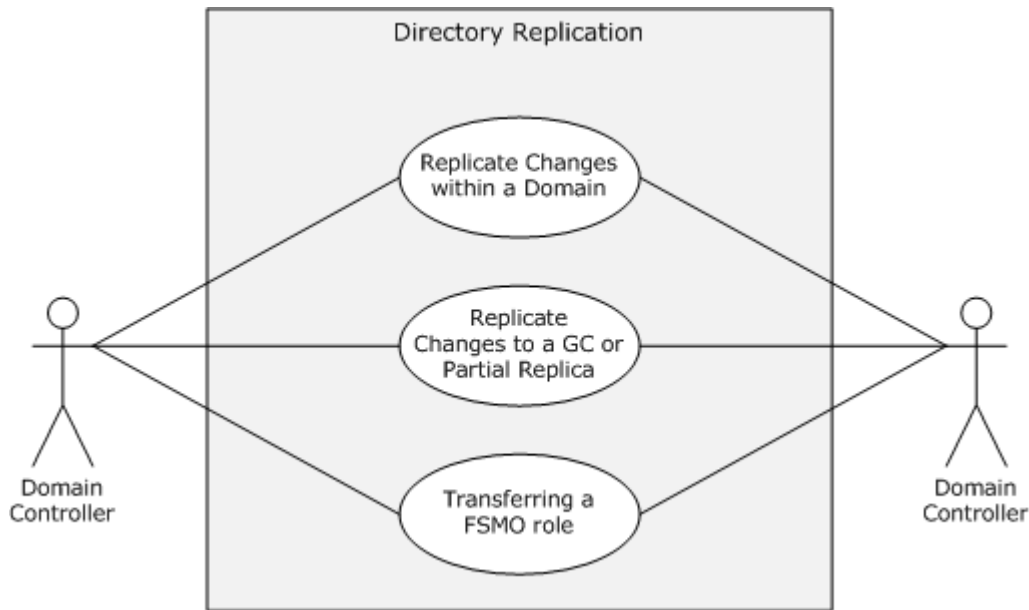 Directory Replication
Replicate Changes
within a Domain
Replicate
Changes to a GC or
Partial Replica
Transferring a
FSMO role
Domain
Controller
Domain
Controller